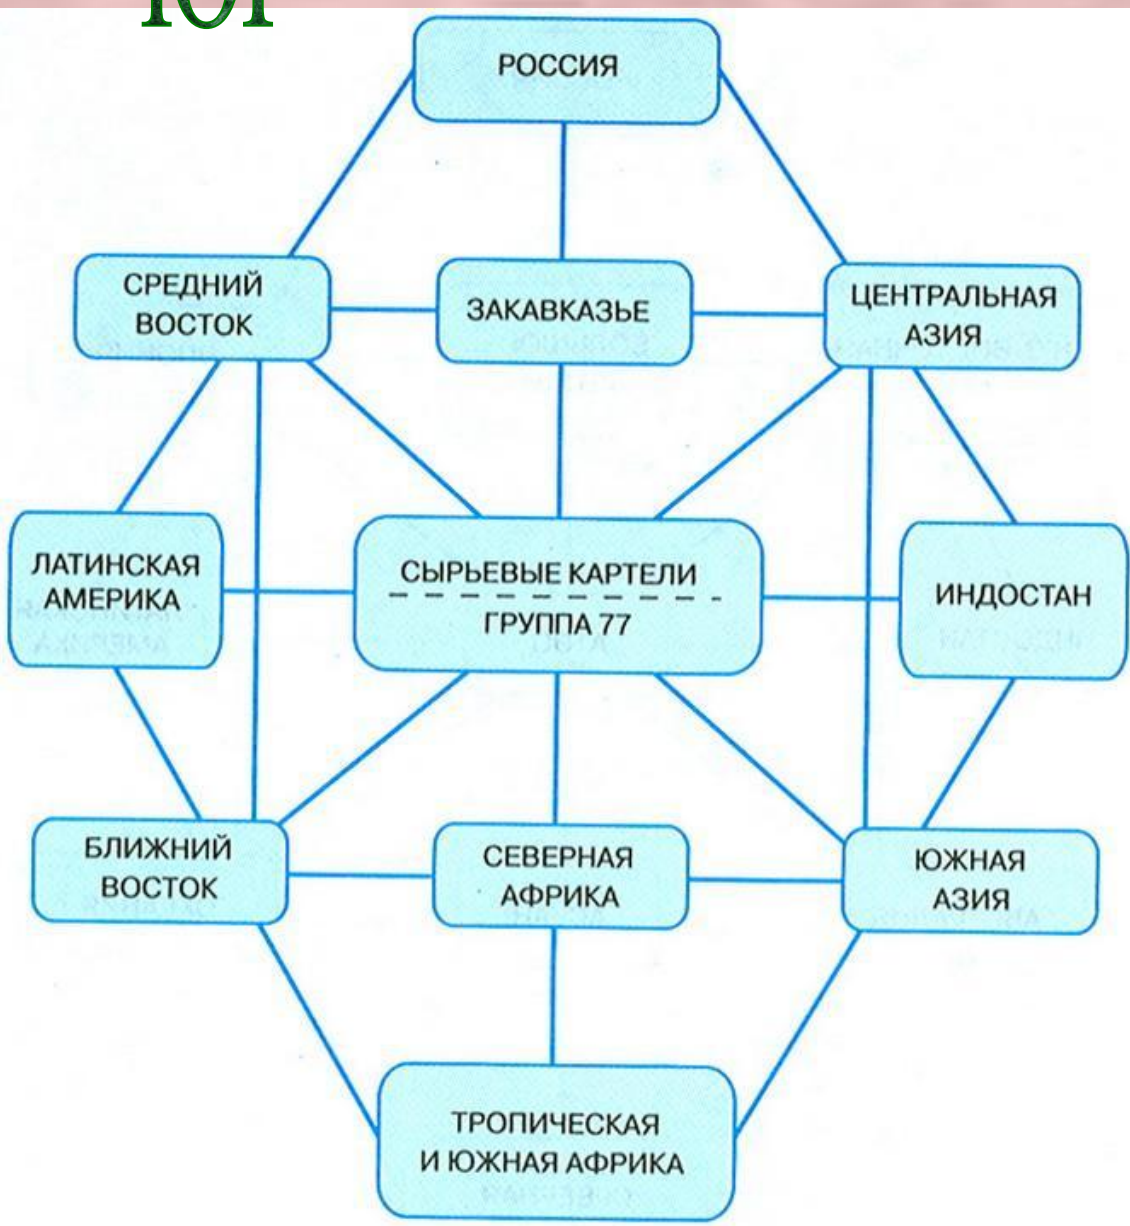 ЮГ
РОССИЯ
СРЕДНИЙ
ВОСТОК
ЗАКАВКАЗЬЕ
ЦЕНТРАЛЬНАЯ
АЗИЯ
ЛАТИНСКАЯ
АМЕРИКА
СЫРЬЕВЫЕ КАРТЕЛИ
ГРУППА 77
ИНДОСТАН
БЛИЖНИЙ
ВОСТОК
СЕВЕРНАЯ
АФРИКА
ЮЖНАЯ
АЗИЯ
ТРОПИЧЕСКАЯ
И ЮЖНАЯ АФРИКА